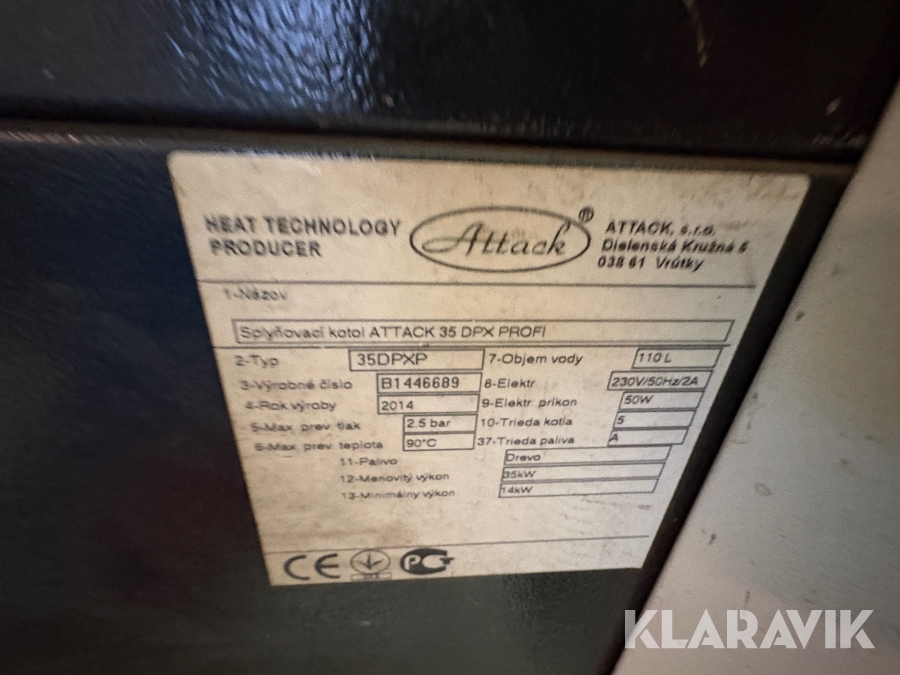 HEAT TECHNOLOGY
PRODUCER
Attack®
ATTACK, s.r.o.
Dielenská Kružná 5
038 61 Vrútky
1-Názov
Splyňovací kotol ATTACK 35 DPX PROFI
2-Typ 35DPXP 7-Objem vody 110 L
3-Výrobné číslo B1446689 8-Elektr 230V/50Hz/2A
4-Rok výroby 2014 9-Elektr príkon 50W
5-Max prev tlak 2.5 bar 10-Trieda kotla 5
6-Max. prev. teplota 90°C 37-Trieda paliva A
11-Palivo Drevo
12-Menovitý výkon 35kW
13-Minimálny výkon 14kW
CE PG
KLARAVIK